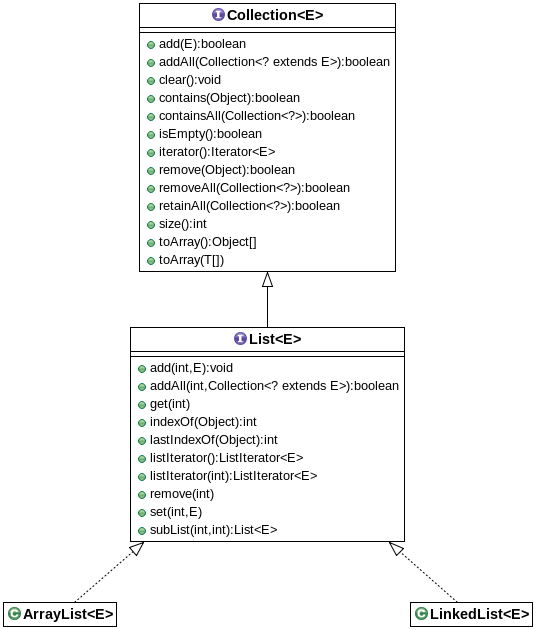 Collection<E>
add(E):boolean
addAll(Collection<? extends E>):boolean
clear():void
contains(Object):boolean
containsAll(Collection<?>):boolean
isEmpty():boolean
iterator():Iterator<E>
remove(Object):boolean
removeAll(Collection<?>):boolean
retainAll(Collection<?>):boolean
size():int
toArray():Object[]
toArray(T[])
List<E>
add(int,E):void
addAll(int,Collection<? extends E>):boolean
get(int)
indexOf(Object):int
lastIndexOf(Object):int
listIterator():ListIterator<E>
listIterator(int):ListIterator<E>
remove(int)
set(int,E)
subList(int,int):List<E>
ArrayList<E>
LinkedList<E>